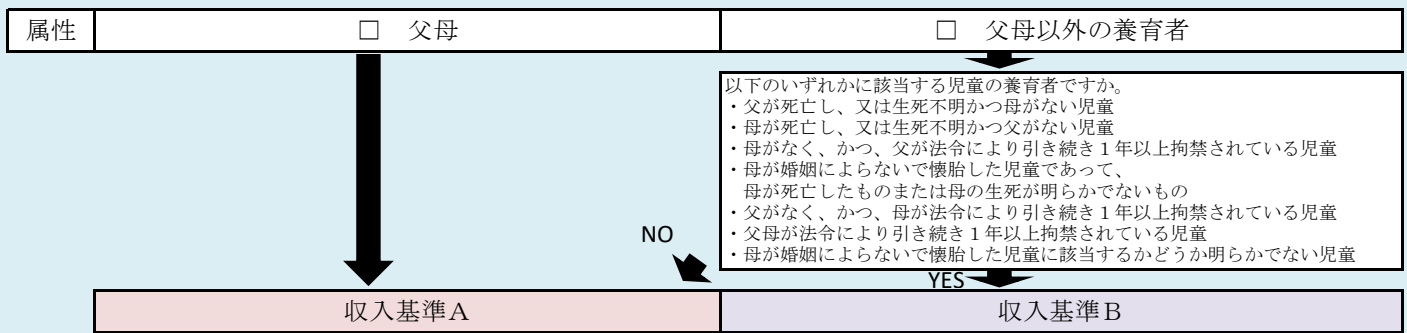 属性
□　父母
□　父母以外の養育者
以下のいずれかに該当する児童の養育者ですか。
・父が死亡し、又は生死不明かつ母がない児童
・母が死亡し、又は生死不明かつ父がない児童
・母がなく、かつ、父が法令により引き続き１年以上拘禁されている児童
・母が婚姻によらないで懐胎した児童であって、
母が死亡したものまたは母の生死が明らかでないもの
・父がなく、かつ、母が法令により引き続き１年以上拘禁されている児童
・父母が法令により引き続き１年以上拘禁されている児童
・母が婚姻によらないで懐胎した児童に該当するかどうか明らかでない児童
NO
YES
収入基準Ａ
収入基準Ｂ